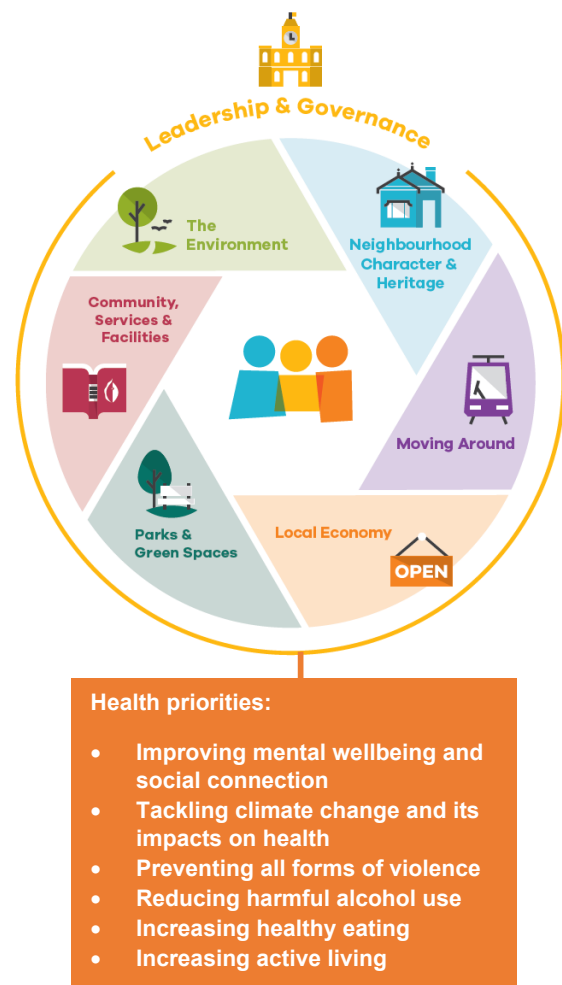 Leadership & Governance
The
Environment
Neighbourhood
Character &
Heritage
Community,
Services &
Facilities
Moving Around
Parks &
Green Spaces
Local Economy
OPEN
Health priorities:
• Improving mental wellbeing and
social connection
• Tackling climate change and its
impacts on health
• Preventing all forms of violence
• Reducing harmful alcohol use
• Increasing healthy eating
• Increasing active living